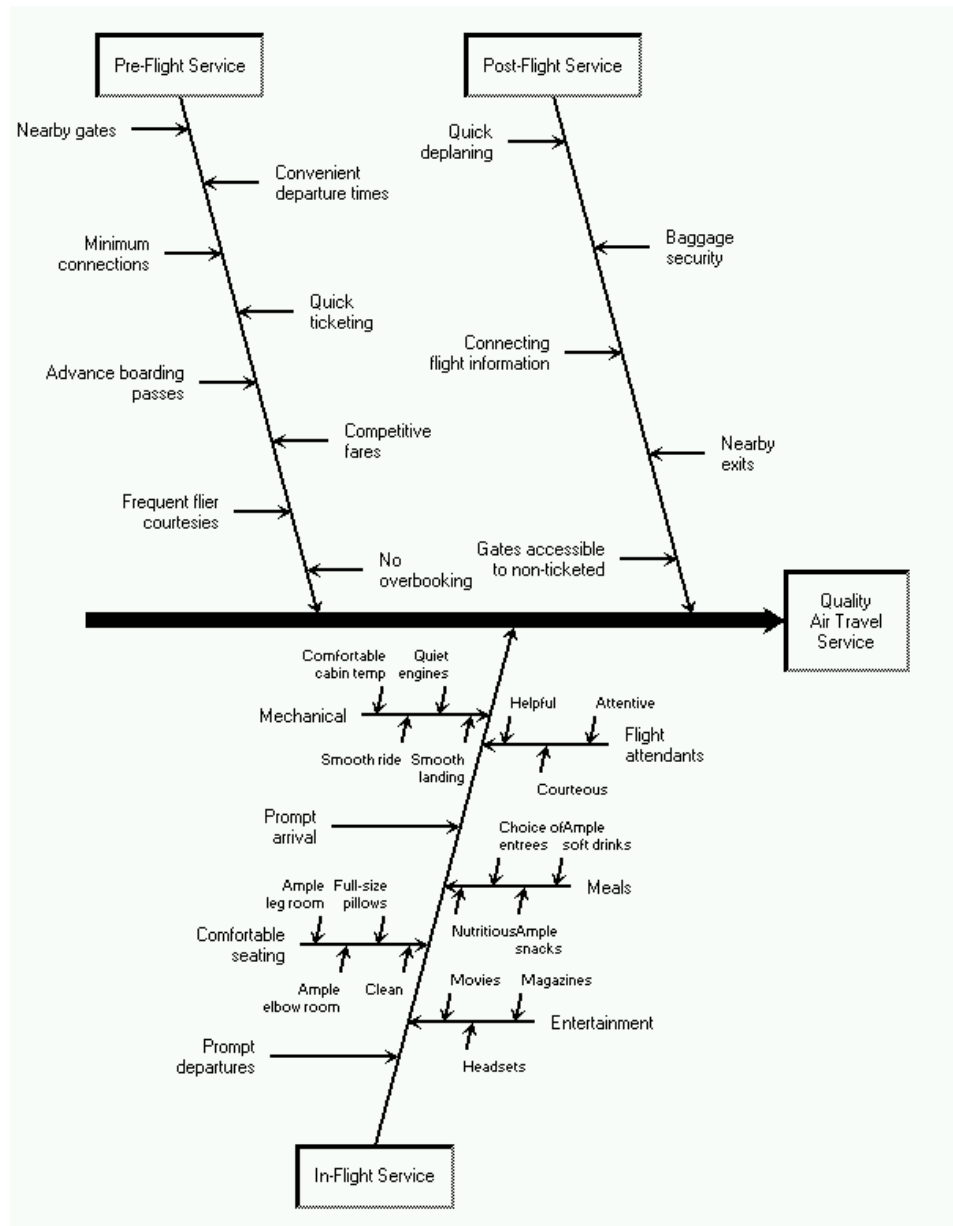 Pre-Flight Service
Post-Flight Service
Nearby gates
Quick
deplaning
Convenient
departure times
Minimum
connections
Baggage
security
Quick
ticketing
Connecting
flight information
Advance boarding
passes
Competitive
fares
Nearby
exits
Frequent flier
courtesies
No
overbooking
Gates accessible
to non-ticketed
Quality
Air Travel
Service
Comfortable
cabin temp
Quiet
engines
Mechanical
Smooth ride
Smooth
landing
Helpful
Attentive
Flight
attendants
Courteous
Prompt
arrival
Choice of
entrees
Ample
soft drinks
Meals
Nutritious
Ample
snacks
Ample
leg room
Full-size
pillows
Comfortable
seating
Ample
elbow room
Clean
Movies
Magazines
Entertainment
Headsets
Prompt
departures
In-Flight Service